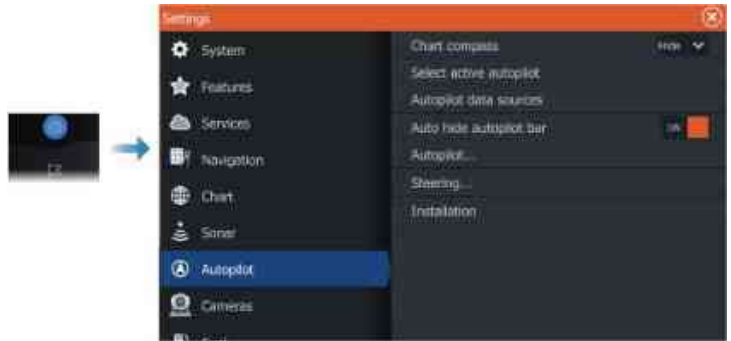 Settings
System
Features
Services
Navigation
Chart
Sonar
Autopilot
Cameras
Chart compass Hide
Select active autopilot
Autopilot data sources
Auto hide autopilot bar
Autopilot...
Steering...
Installation